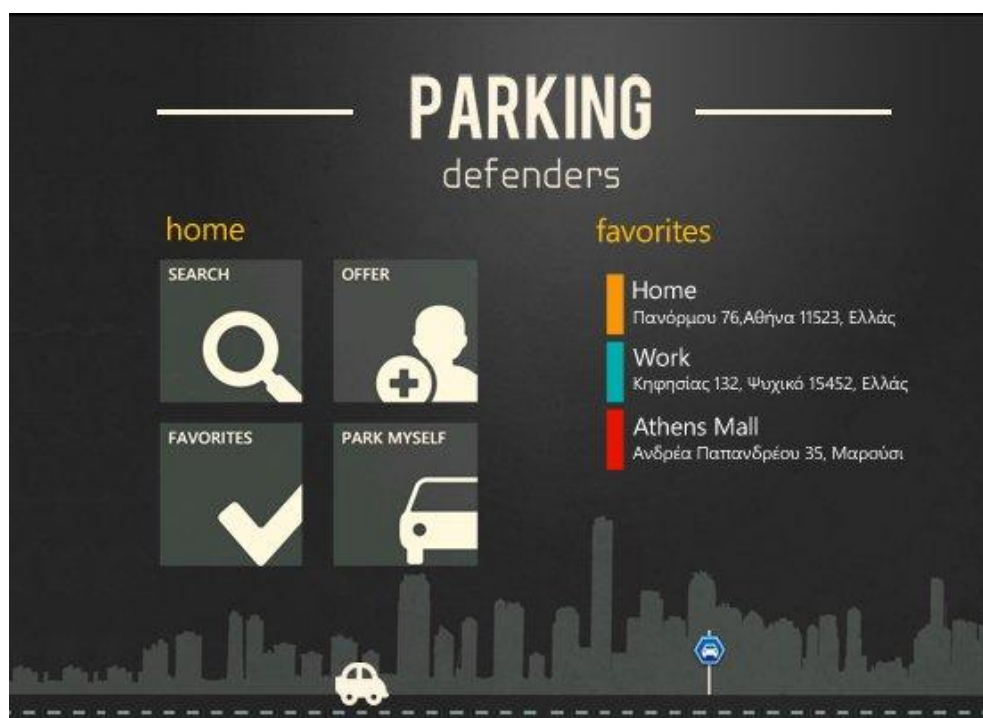 PARKING
defenders
home
SEARCH
OFFER
FAVORITES
PARK MYSELF
favorites
Home
Πανόρμου 76,Αθήνα 11523, Ελλάς
Work
Κηφησίας 132, Ψυχικό 15452, Ελλάς
Athens Mall
Ανδρέα Παπανδρέου 35, Μαρούσι